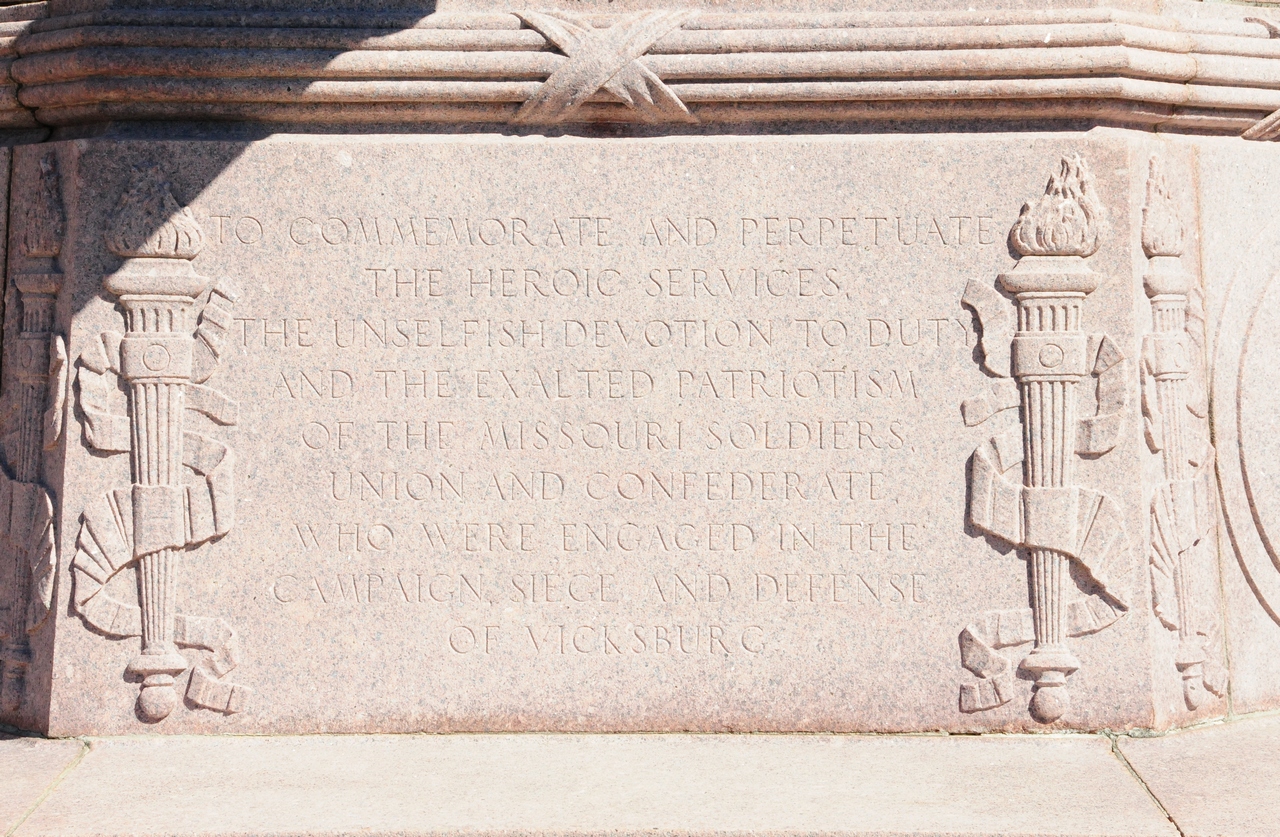 TO COMMEMORATE AND PERPETUATE
THE HEROIC SERVICES,
THE UNSELFISH DEVOTION TO DUTY
AND THE EXALTED PATRIOTISM
OF THE MISSOURI SOLDIERS,
UNION AND CONFEDERATE,
WHO WERE ENGAGED IN THE
CAMPAIGN, SIEGE AND DEFENSE
OF VICKSBURG